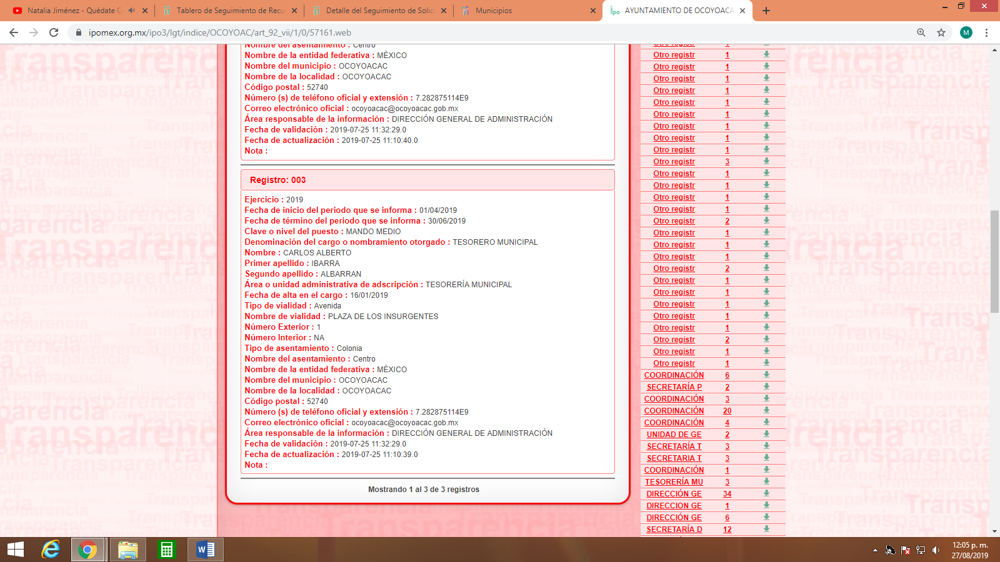 Natalia Jiménez - Quédate C
Tablero de Seguimiento de Recu
Detalle del Seguimiento de Solic
Municipios
AYUNTAMIENTO DE OCOYOACA
ipomex.org.mx/ipo3/lgt/indice/OCOYOAC/art_92_vii/1/0/57161.web
M
Nombre del asentamiento : Centro
Nombre de la entidad federativa : MÉXICO
Nombre del municipio : OCOYOACAC
Nombre de la localidad : OCOYOACAC
Código postal : 52740
Número (s) de teléfono oficial y extensión : 7.282875114E9
Correo electrónico oficial : ocoyoacac@ocoyoacac.gob.mx
Área responsable de la información : DIRECCIÓN GENERAL DE ADMINISTRACIÓN
Fecha de validación : 2019-07-25 11:32:29.0
Fecha de actualización : 2019-07-25 11:10:40.0
Nota :
Registro: 003
Ejercicio : 2019
Fecha de inicio del periodo que se informa : 01/04/2019
Fecha de término del periodo que se informa : 30/06/2019
Clave o nivel del puesto : MANDO MEDIO
Denominación del cargo o nombramiento otorgado : TESORERO MUNICIPAL
Nombre : CARLOS ALBERTO
Primer apellido : IBARRA
Segundo apellido : ALBARRAN
Área o unidad administrativa de adscripción : TESORERÍA MUNICIPAL
Fecha de alta en el cargo : 16/01/2019
Tipo de vialidad : Avenida
Nombre de vialidad : PLAZA DE LOS INSURGENTES
Número Exterior : 1
Número Interior : NA
Tipo de asentamiento : Colonia
Nombre del asentamiento : Centro
Nombre de la entidad federativa : MÉXICO
Nombre del municipio : OCOYOACAC
Nombre de la localidad : OCOYOACAC
Código postal : 52740
Número (s) de teléfono oficial y extensión : 7.282875114E9
Correo electrónico oficial : ocoyoacac@ocoyoacac.gob.mx
Área responsable de la información : DIRECCIÓN GENERAL DE ADMINISTRACIÓN
Fecha de validación : 2019-07-25 11:32:29.0
Fecha de actualización : 2019-07-25 11:10:39.0
Nota :
Mostrando 1 al 3 de 3 registros
Otro registr 1
Otro registr 1
Otro registr 1
Otro registr 1
Otro registr 1
Otro registr 1
Otro registr 1
Otro registr 1
Otro registr 1
Otro registr 1
Otro registr 3
Otro registr 1
Otro registr 1
Otro registr 1
Otro registr 1
Otro registr 2
Otro registr 1
Otro registr 1
Otro registr 1
Otro registr 2
Otro registr 1
Otro registr 1
Otro registr 1
Otro registr 1
Otro registr 1
Otro registr 2
Otro registr 1
Otro registr 1
COORDINACIÓN 6
SECRETARÍA P 2
COORDINACIÓN 3
COORDINACIÓN 20
COORDINACIÓN 4
UNIDAD DE GE 2
SECRETARÍA T 3
SECRETARIA T 3
COORDINACIÓN 1
TESORERÍA MU 3
DIRECCIÓN GE 34
DIRECCION GE 1
DIRECCIÓN GE 6
SECRETARÍA D 12
12:05 p. m.
27/08/2019